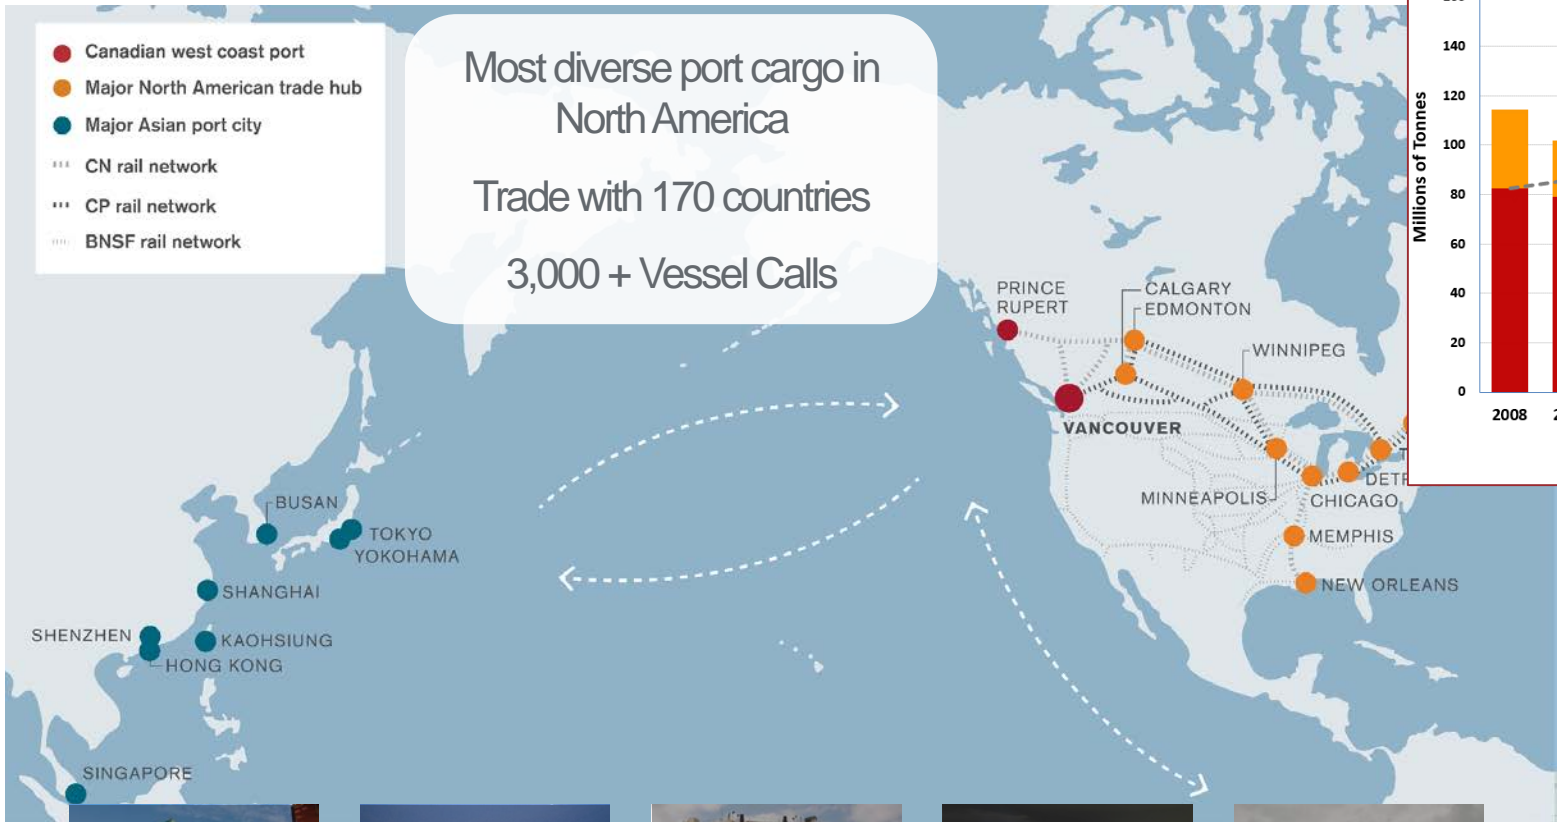 Canadian west coast port
Major North American trade hub
Major Asian port city
CN rail network
CP rail network
BNSF rail network
Most diverse port cargo in
North America
Trade with 170 countries
3,000 + Vessel Calls
Millions of Tonnes
140
120
100
80
60
40
20
0
2008
PRINCE
RUPERT
CALGARY
EDMONTON
WINNIPEG
VANCOUVER
MINNEAPOLIS
CHICAGO
MEMPHIS
NEW ORLEANS
BUSAN
TOKYO
YOKOHAMA
SHANGHAI
SHENZHEN
KAOHSIUNG
HONG KONG
SINGAPORE